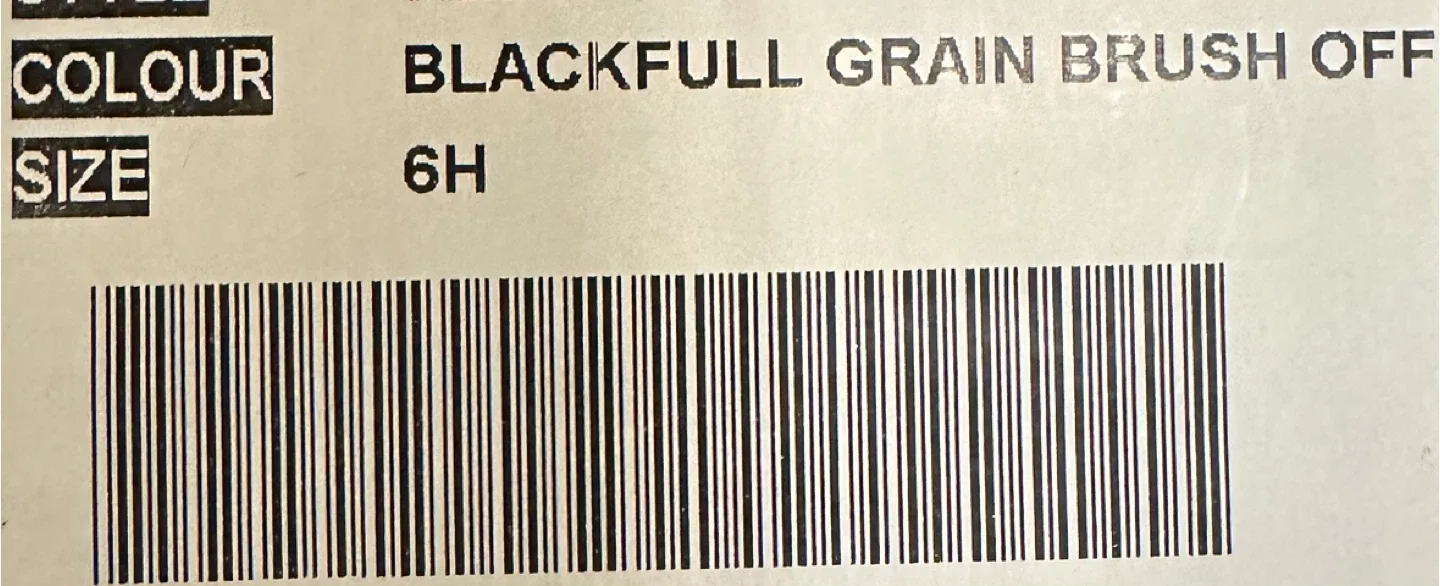 COLOUR BLACKFULL GRAIN BRUSH OFF
SIZE 6H